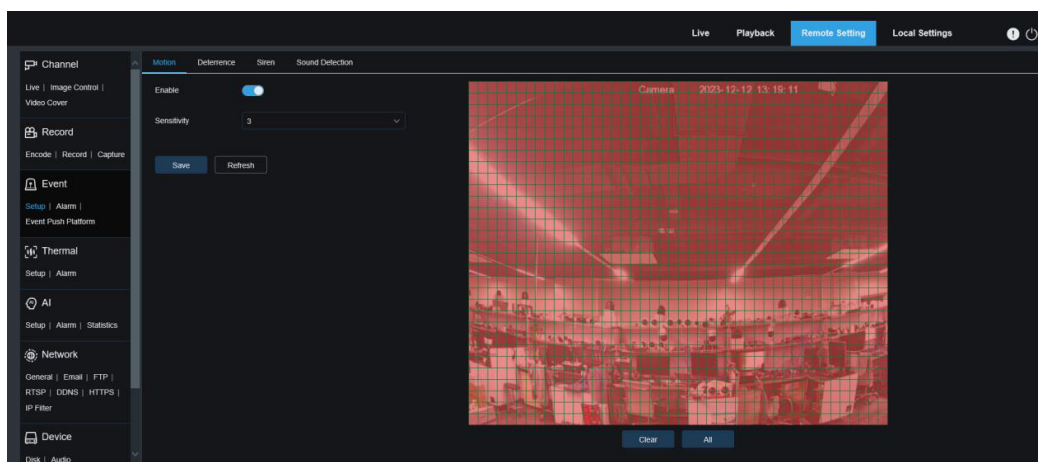 Live Playback Remote Setting Local Settings
Channel
Live | Image Control |
Video Cover
Record
Encode | Record | Capture
Event
Setup | Alarm |
Event Push Platform
Thermal
Setup | Alarm
AI
Setup | Alarm | Statistics
Network
General | Email | FTP |
RTSP | DDNS | HTTPS |
IP Filter
Device
Disk | Audio
Motion Deterrence Siren Sound Detection
Enable
Sensitivity 3
Save Refresh
Camera 2023-12-12 13:19:11
Clear All